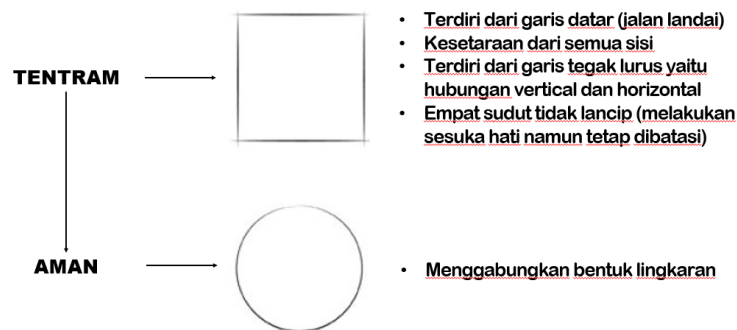 TENTRAM
• Terdiri dari garis datar (jalan landai)
• Kesetaraan dari semua sisi
• Terdiri dari garis tegak lurus yaitu
hubungan vertical dan horizontal
• Empat sudut tidak lancip (melakukan
sesuka hati namun tetap dibatasi)
AMAN
• Menggabungkan bentuk lingkaran